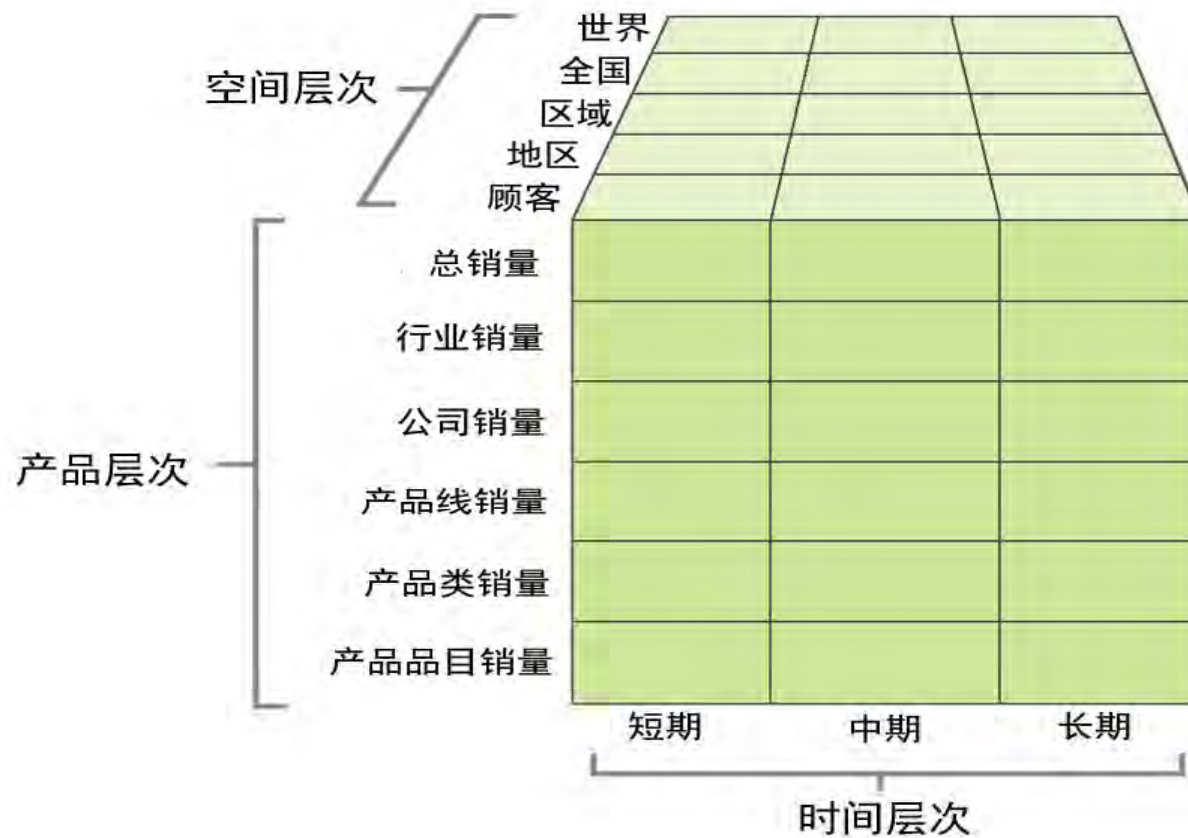 世界
空间层次
全国
区域
地区
顾客
总销量
行业销量
公司销量
产品层次
产品线销量
产品类销量
产品品目销量
短期
中期
长期
时间层次